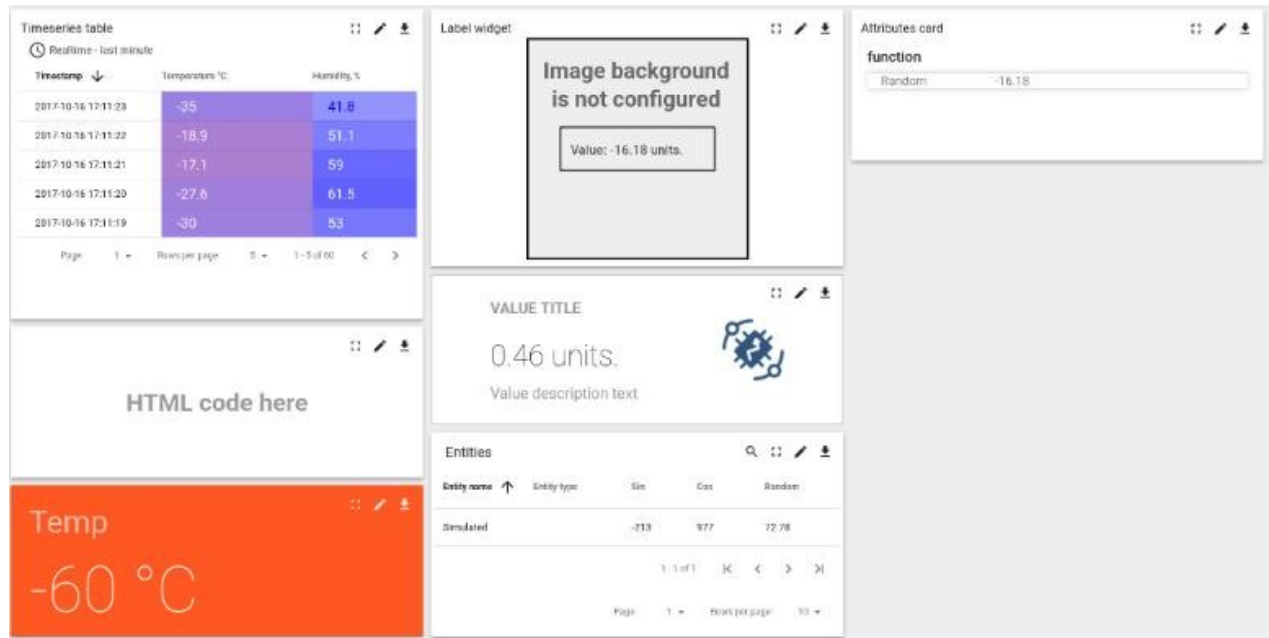 Timeseries table
Realtime - last minute
Timestamp Temperature °C Humidity, %
2017-10-16 17:11:23 -35 41.8
2017-10-16 17:11:22 -18.9 51.1
2017-10-16 17:11:21 -17.1 59
2017-10-16 17:11:20 -27.6 61.5
2017-10-16 17:11:19 -30 53
Page: 1 Rows per page: 5 1 - 5 of 60
HTML code here
Temp
-60 °C
Label widget
Image background
is not configured
Value: -16.18 units.
VALUE TITLE
0.46 units.
Value description text
Entities
Entity name Entity type Sin Cos Random
Simulated -213 977 72.78
1 - 1 of 1
Page: 1 Rows per page: 10
Attributes card
function
Random -16.18